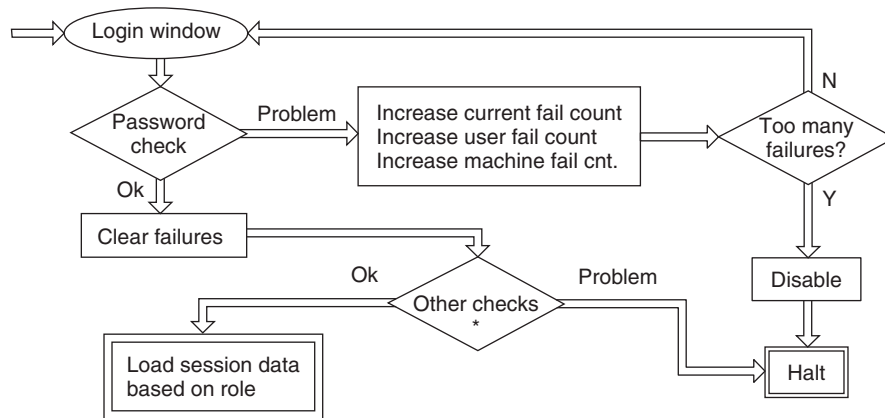 Login window
Password
check
Problem
Increase current fail count
Increase user fail count
Increase machine fail cnt.
Too many
failures?
N
Y
Ok
Clear failures
Disable
Ok
Other checks
*
Problem
Load session data
based on role
Halt